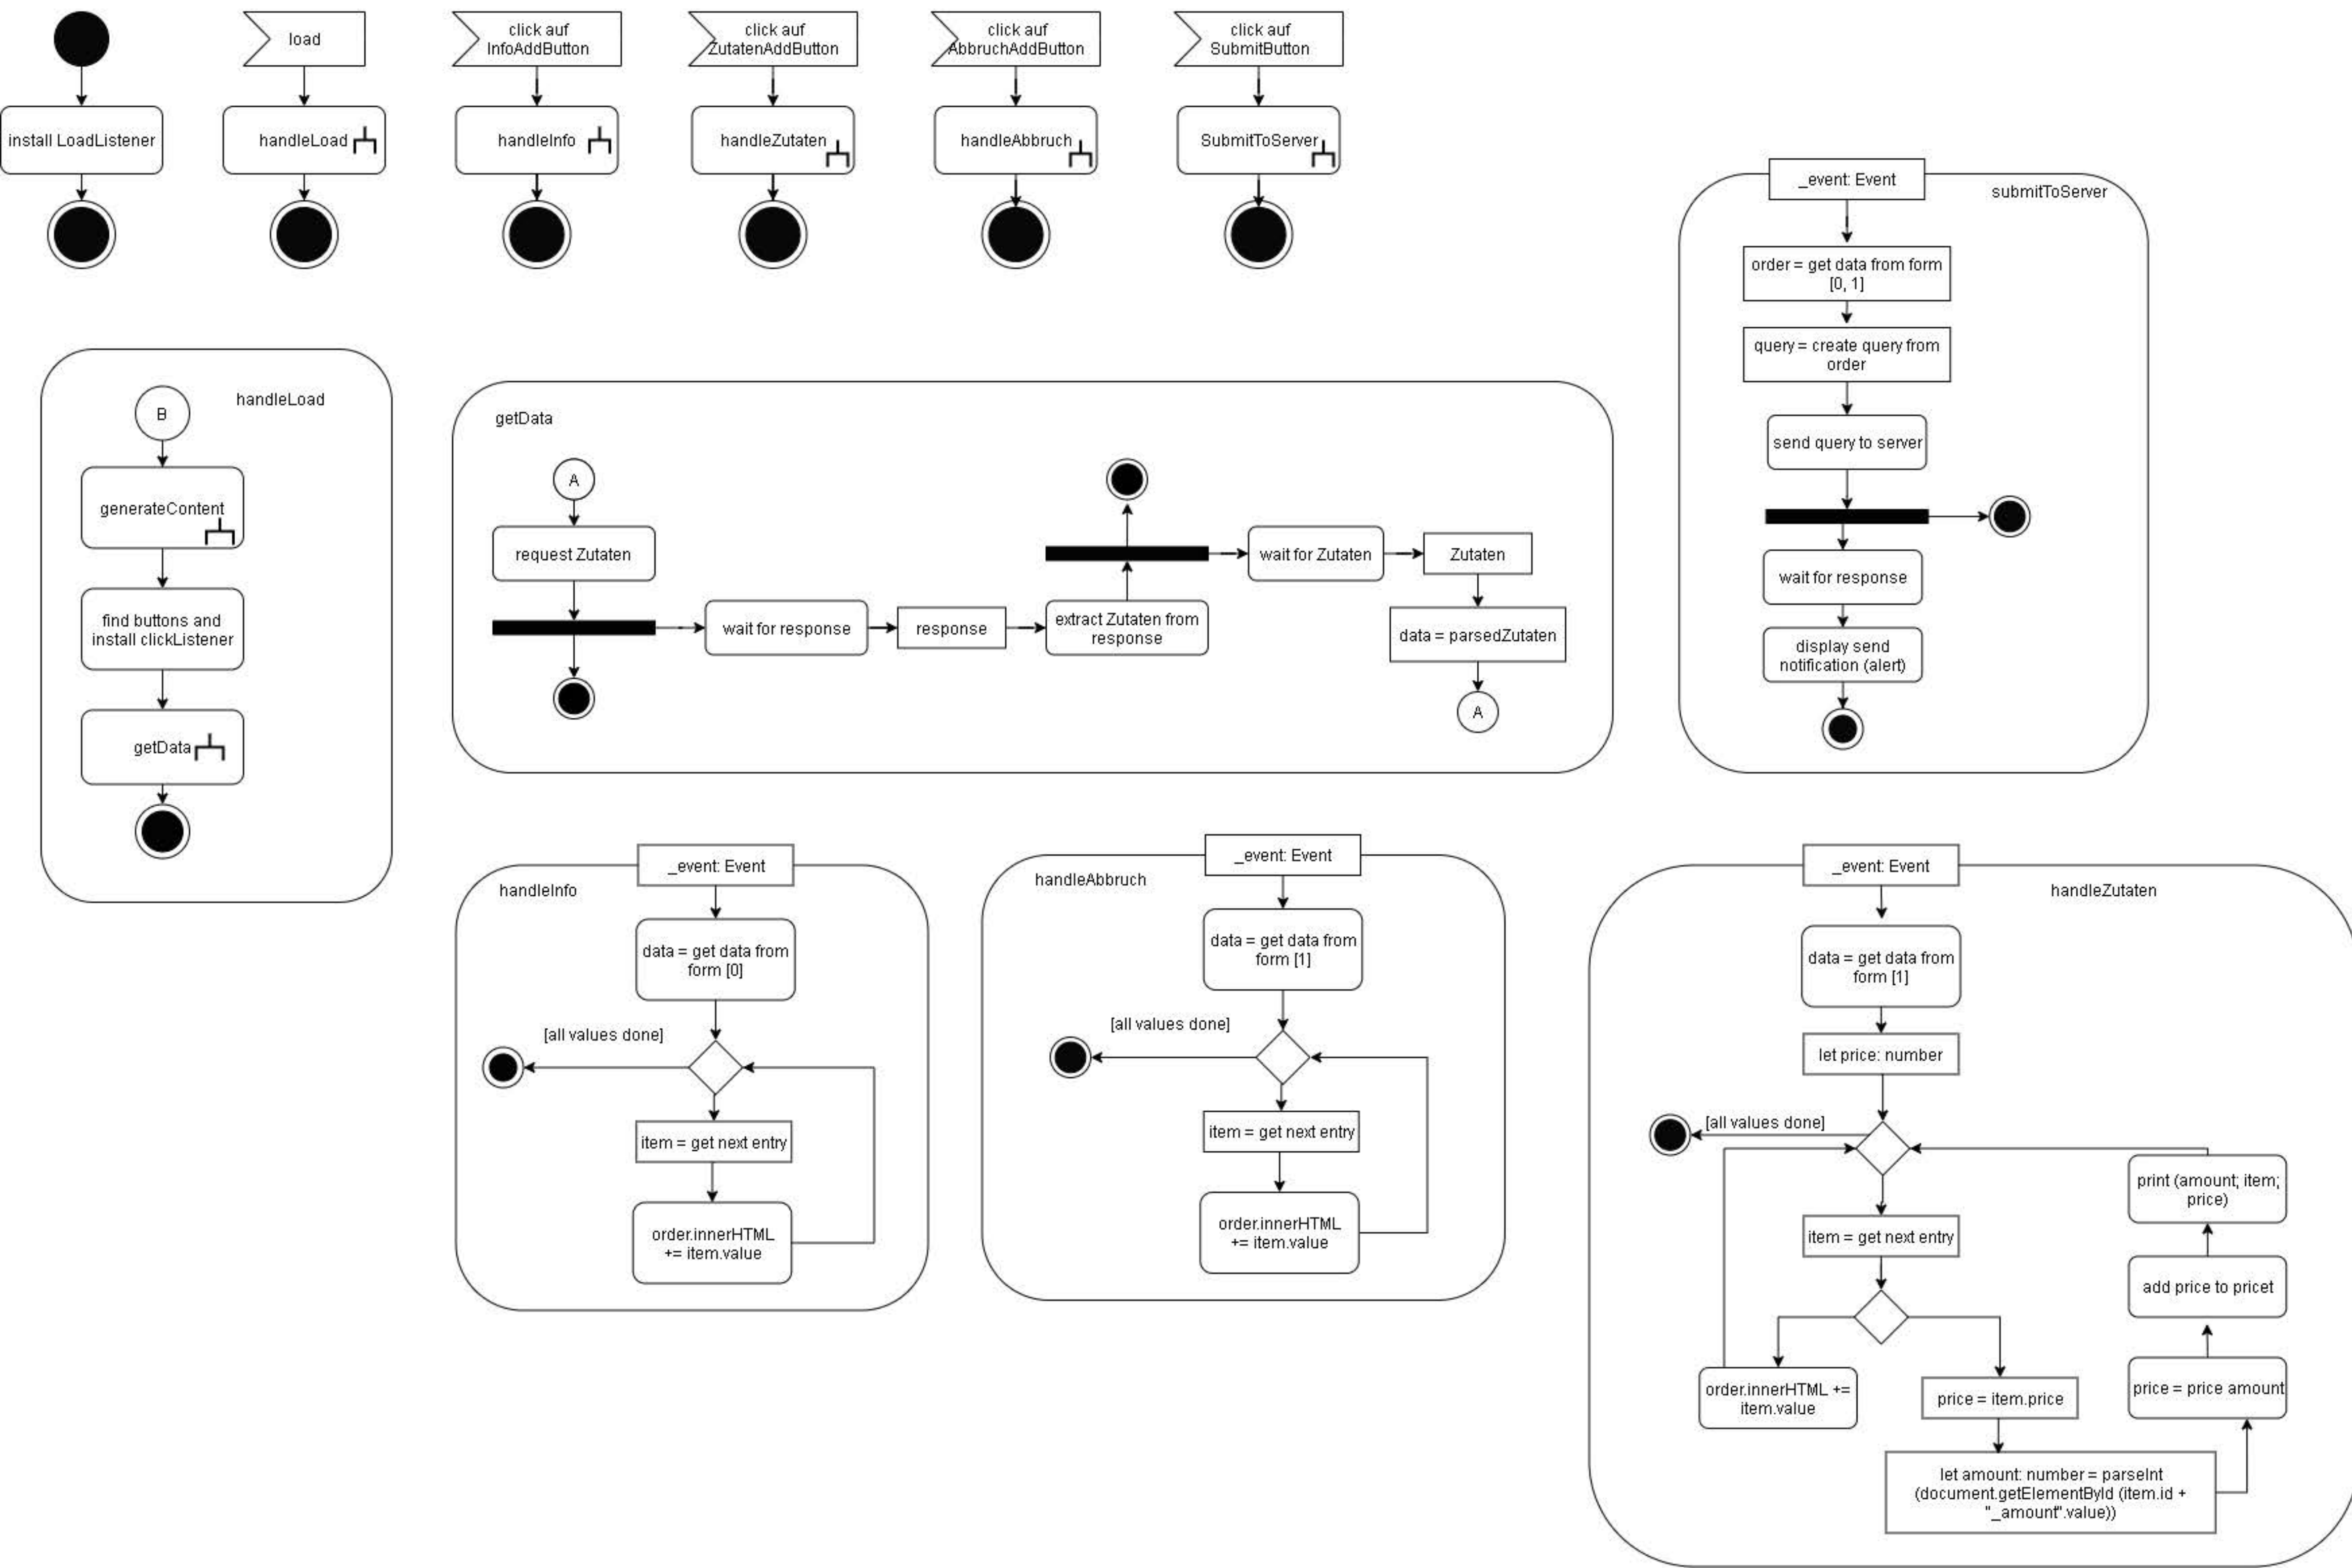 load
click auf
InfoAddButton
click auf
ZutatenAddButton
click auf
AbbruchAddButton
click auf
SubmitButton
install LoadListener
handleLoad
handleInfo
handleZutaten
handleAbbruch
SubmitToServer
_event: Event
submitToServer
order = get data from form
[0, 1]
query = create query from
order
send query to server
wait for response
display send
notification (alert)
handleLoad
B
generateContent
find buttons and
install clickListener
getData
getData
A
request Zutaten
wait for response
response
extract Zutaten from
response
wait for Zutaten
Zutaten
data = parsedZutaten
A
_event: Event
handleInfo
data = get data from
form [0]
[all values done]
item = get next entry
order.innerHTML
+= item.value
_event: Event
handleAbbruch
data = get data from
form [1]
[all values done]
item = get next entry
order.innerHTML
+= item.value
_event: Event
handleZutaten
data = get data from
form [1]
let price: number
[all values done]
item = get next entry
order.innerHTML +=
item.value
price = item.price
let amount: number = parseInt
(document.getElementById (item.id +
"_amount".value))
price = price amount
add price to pricet
print (amount; item;
price)